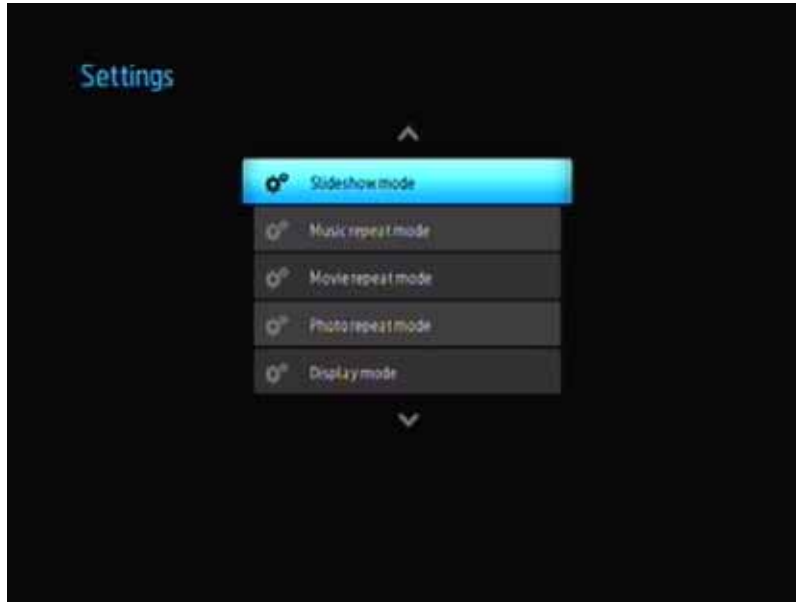 Settings
Slideshow mode
Music repeat mode
Movie repeat mode
Photo repeat mode
Display mode